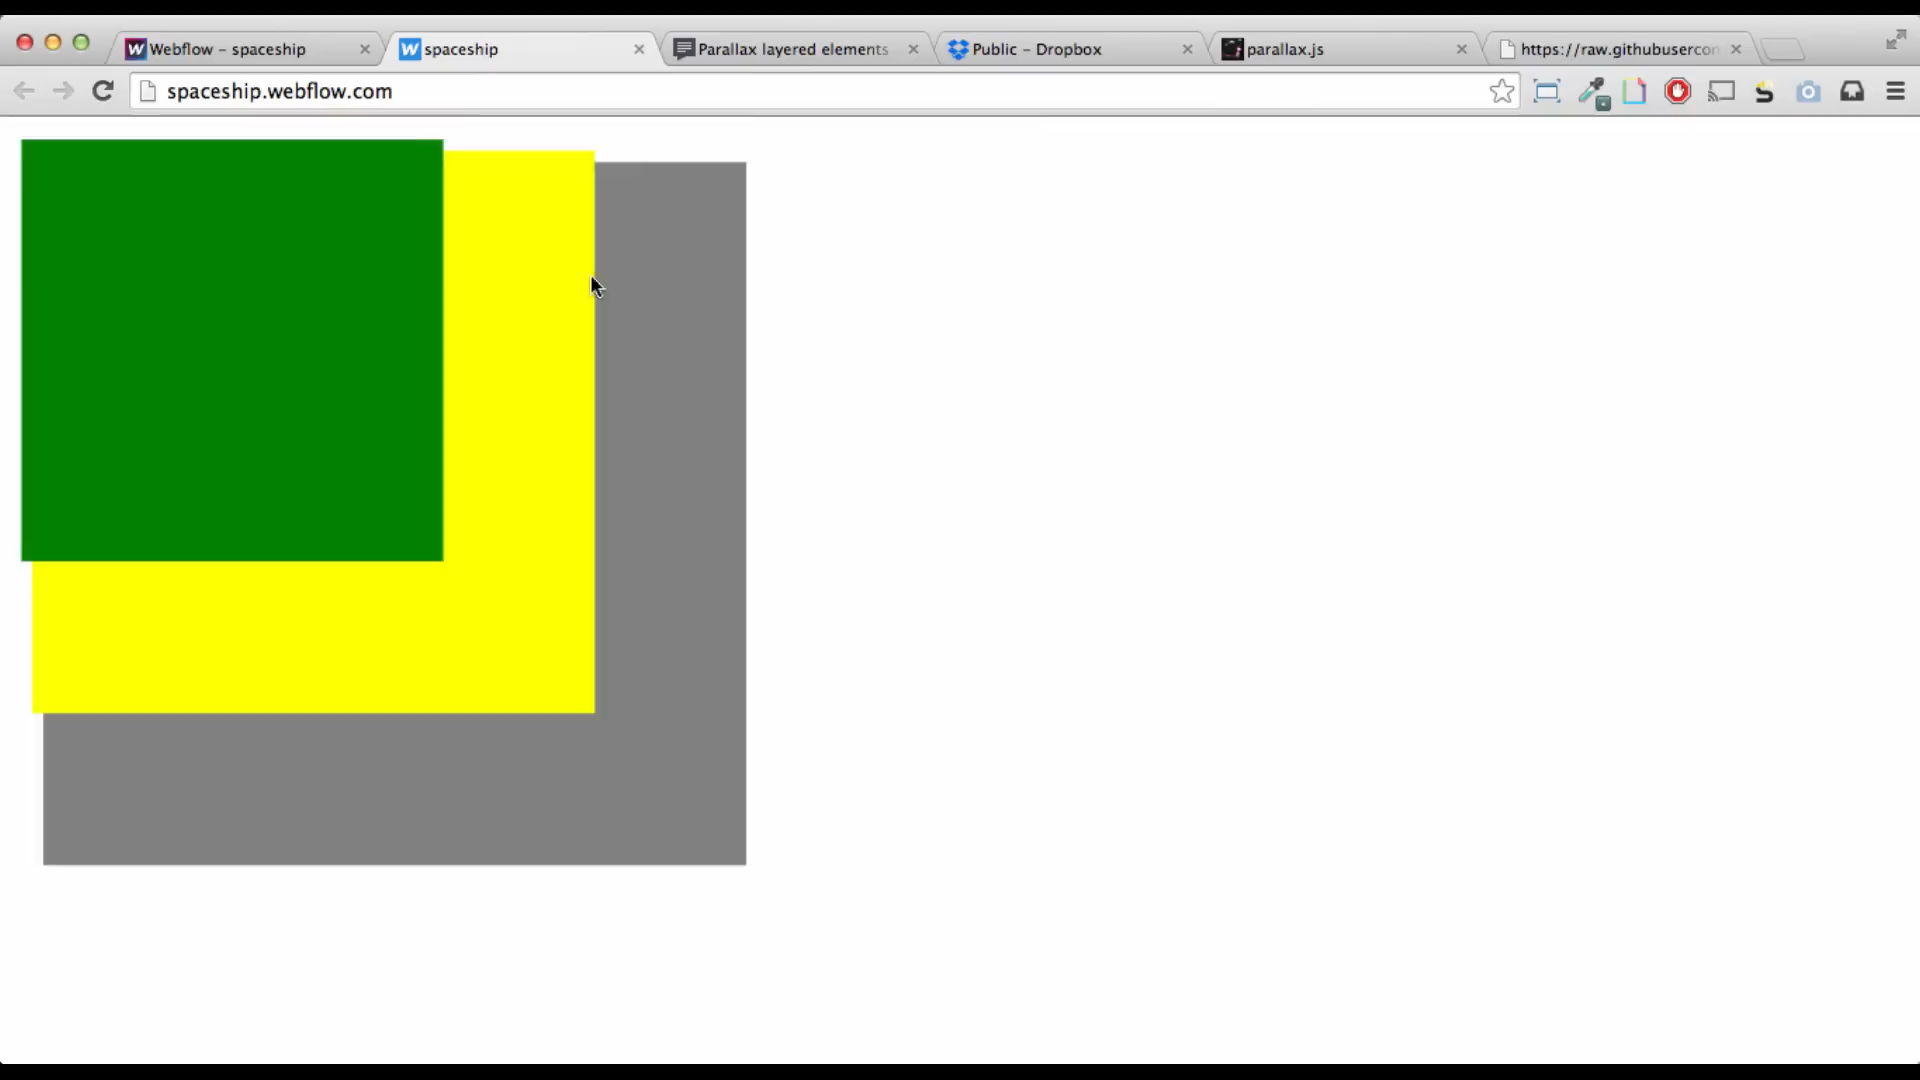 Webflow – spaceship
spaceship
Parallax layered elements
Public – Dropbox
parallax.js
https://raw.githubusercon
spaceship.webflow.com